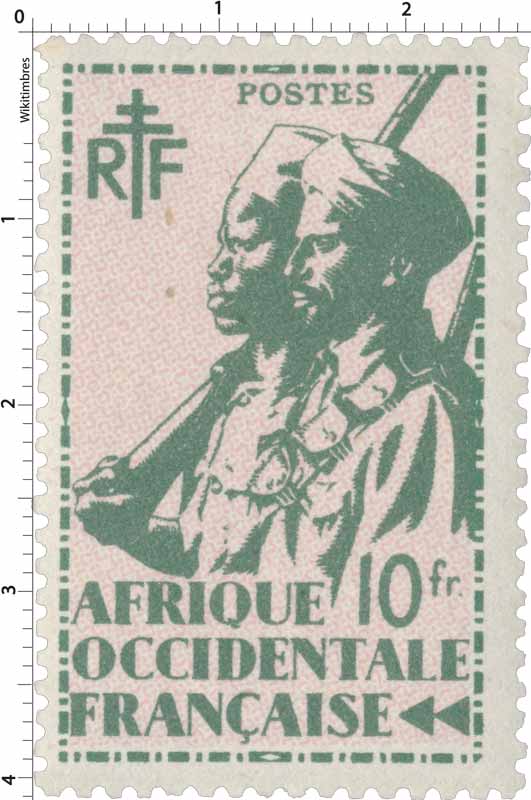 0 1 2
Wikitimbres
POSTES
RF
1
2
3
10 fr.
AFRIQUE
OCCIDENTALE
FRANÇAISE
4